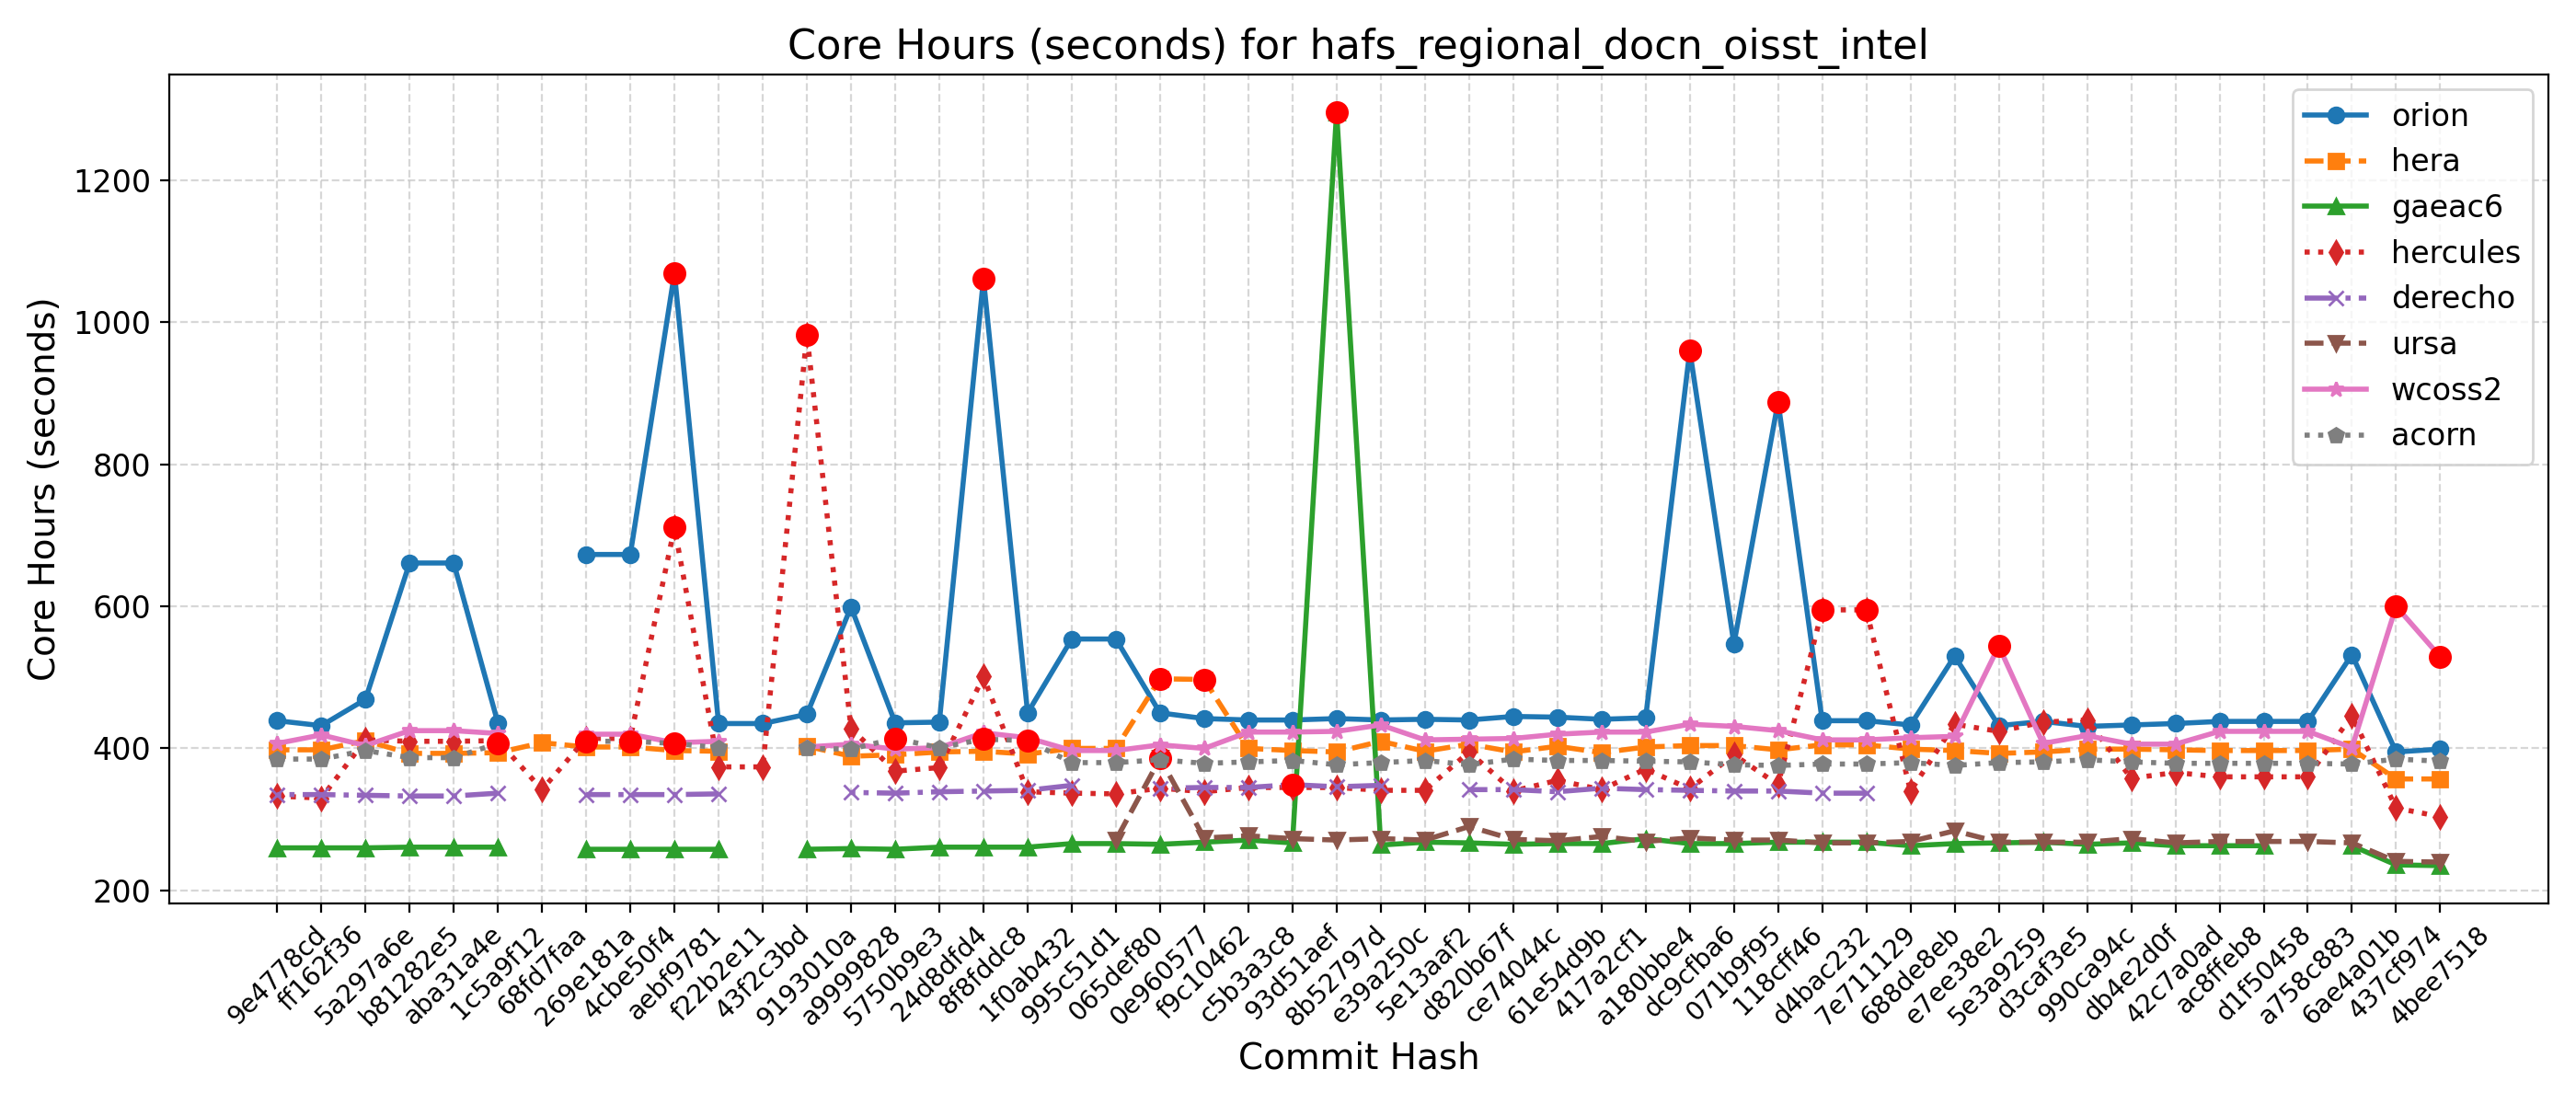 Core Hours (seconds) for hafs_regional_docn_oisst_intel
Core Hours (seconds)
1200
1000
800
600
400
200
orion
hera
gaeac6
hercules
derecho
ursa
wcoss2
acorn
9e4778cd
ff162f36
5a297a6e
b81282e5
aba31a4e
1c5a9f12
68fd7faa
269e181a
4cbe50f4
aebf9781
f22b2e11
43f2c3bd
9193010a
a9999828
5750b9e3
24d8dfd4
8f8fddc8
1f0ab432
995c51d1
065def80
0e960577
f9c10462
c5b3a3c8
93d51aef
8b52797d
e39a250c
5e13aaf2
d820b67f
ce74044c
61e54d9b
417a2cf1
a180bbe4
dc9cfba6
071b9f95
118cff46
d4bac232
7e711129
688de8eb
e7ee38e2
5e3a9259
d3caf3e5
990ca94c
db4e2d0f
42c7a0ad
ac8ffeb8
d1f50458
a758c883
6ae4a01b
437cf974
4bee7518
Commit Hash